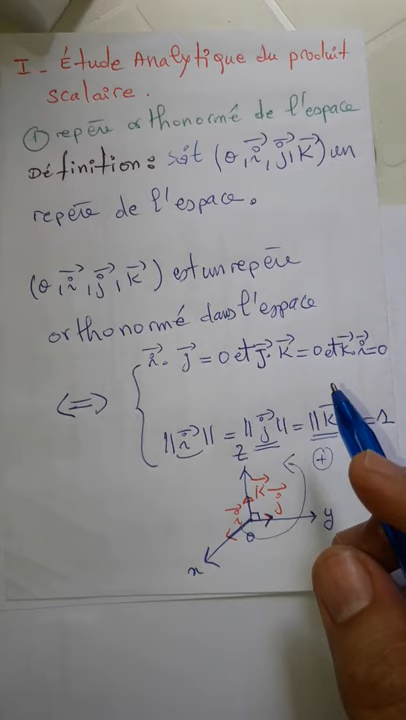 I - Étude Analytique du produit
scalaire.
① repère orthonormé de l'espace
Définition: soit (o, i⃗, j⃗, k⃗) un
repère de l'espace.
(o, i⃗, j⃗, k⃗) est un repère
orthonormé dans l'espace
⟺ { i⃗. j⃗ = 0 et j⃗. k⃗ = 0 et k⃗. i⃗ = 0
||i⃗|| = ||j⃗|| = ||k⃗ = 1
z
+
k⃗
i⃗ j⃗
y
o
x